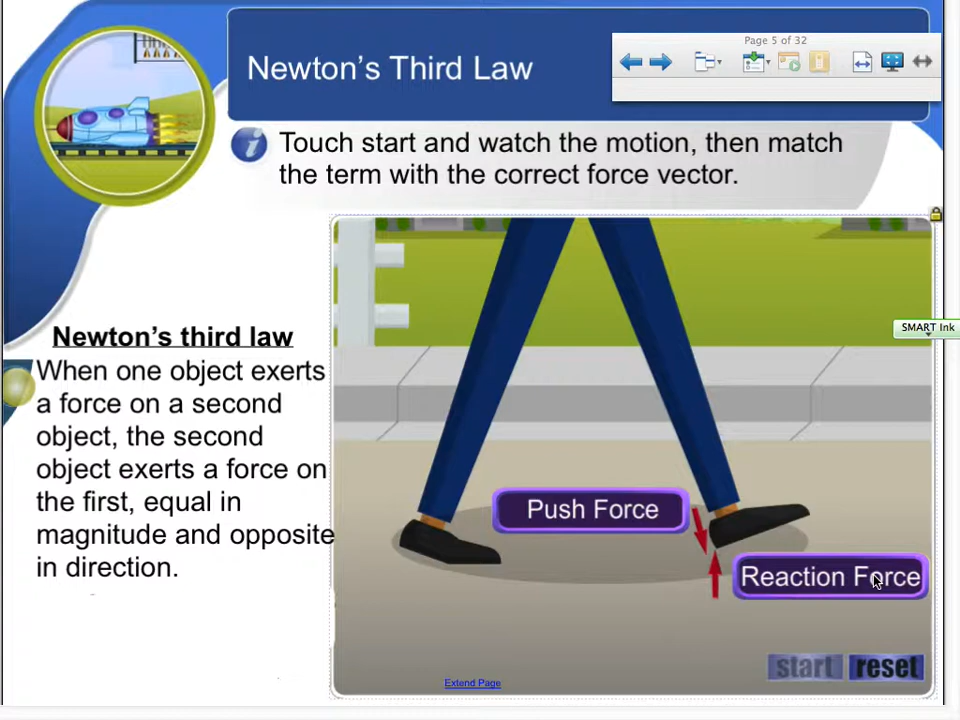 Newton's Third Law
Page 5 of 32
Touch start and watch the motion, then match
the term with the correct force vector.
SMART Ink
Newton's third law
When one object exerts
a force on a second
object, the second
object exerts a force on
the first, equal in
magnitude and opposite
in direction.
Push Force
Reaction Force
start reset
Extend Page